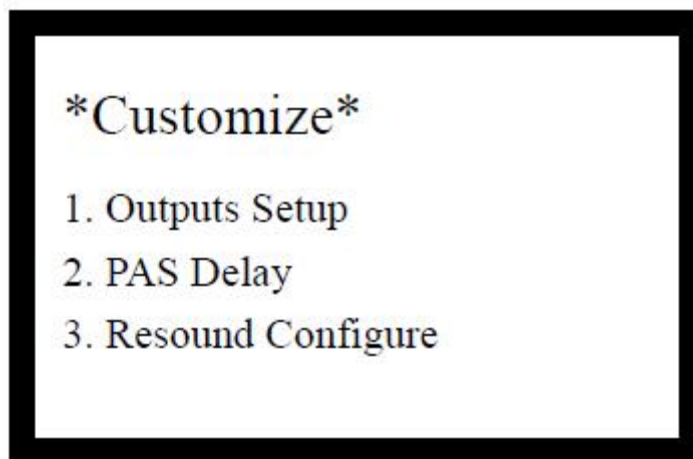 *Customize*
1. Outputs Setup
2. PAS Delay
3. Resound Configure